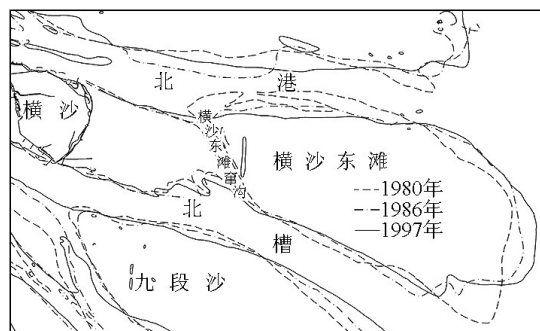 北 港
横沙
横沙东滩窜沟
横沙东滩
---1980年
-·-1986年
—1997年
北 槽
九段沙